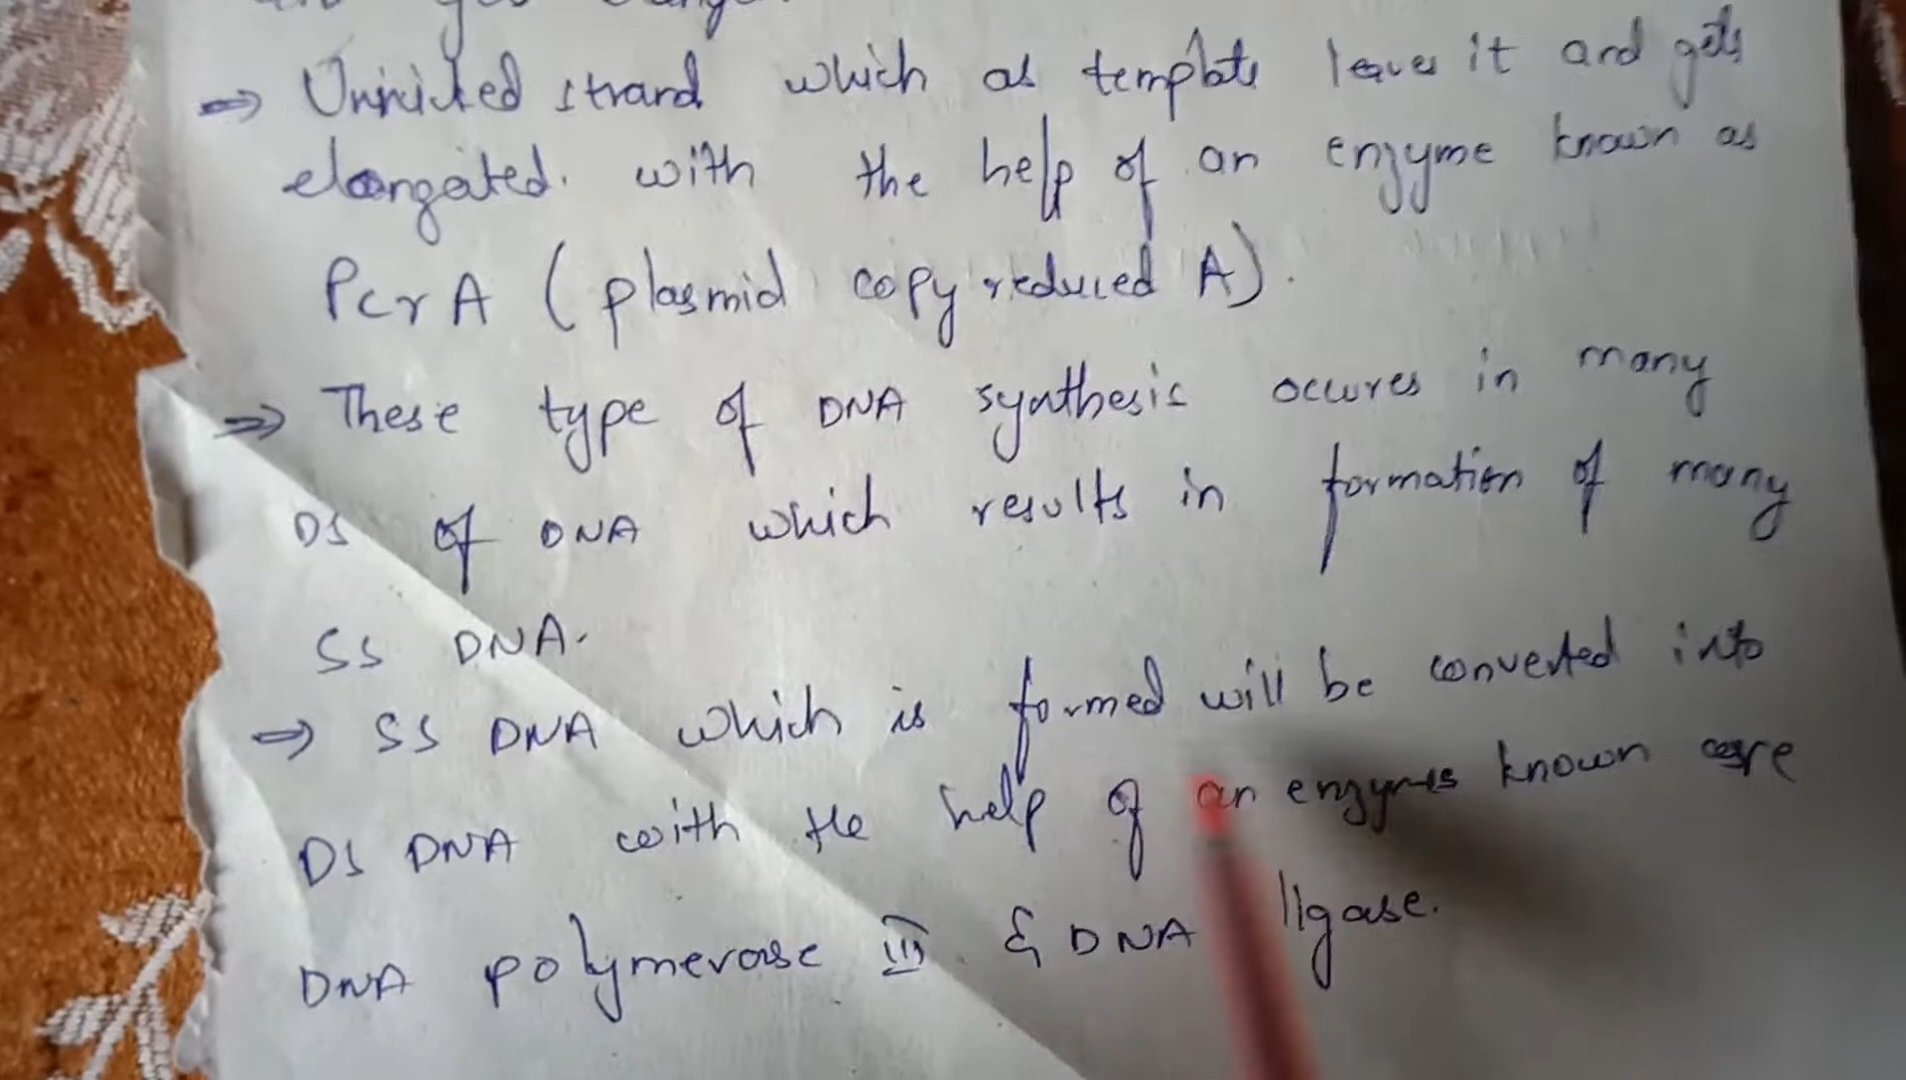 ⇒ Unnicked strand which as template leaves it and gets
elongated. with the help of an enzyme known as
PcrA (plasmid copy reduced A).
⇒ These type of DNA synthesis occures in many
DS of DNA which results in formation of many
SS DNA.
⇒ SS DNA which is formed will be converted into
DS DNA with the help of an enzymes known are
DNA polymerase III & DNA ligase.